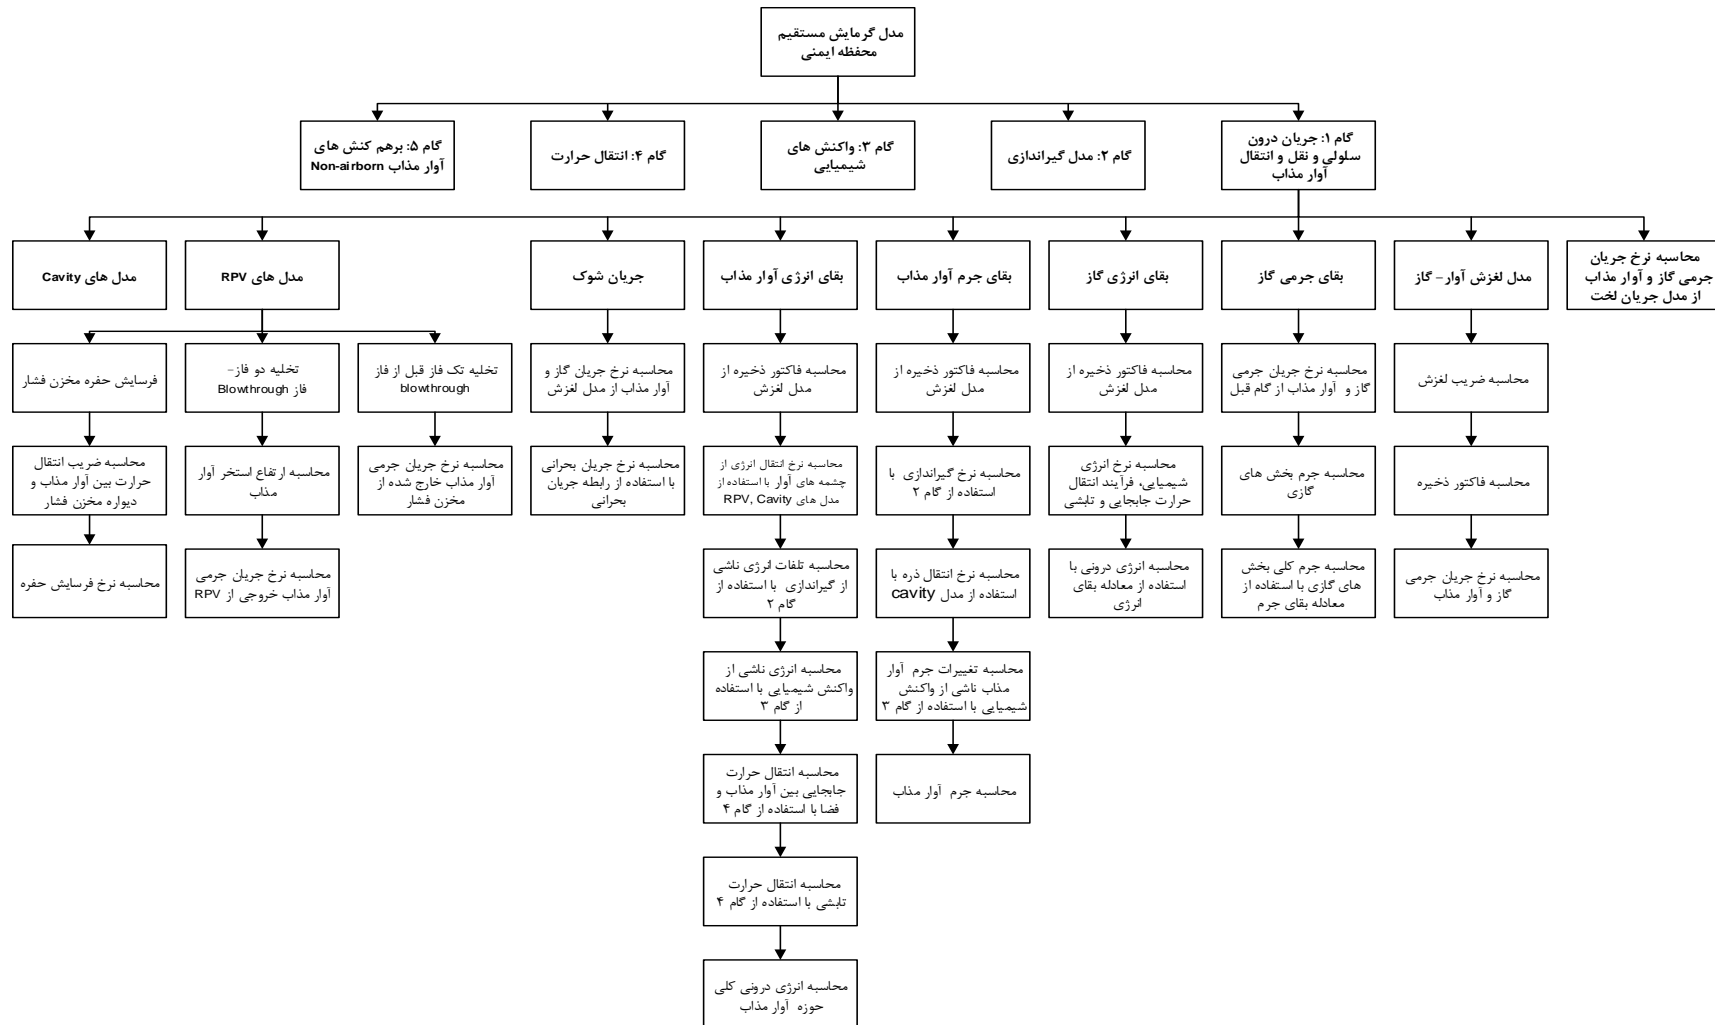 مدل گرمایش مستقیم
محفظه ایمنی
گام ۱: جریان درون
سلولی و نقل و انتقال
آوار مذاب
گام ۲: مدل گیراندازی
گام ۳: واکنش های
شیمیایی
گام ۴: انتقال حرارت
گام ۵: برهم کنش های
آوار مذاب Non-airborn
محاسبه نرخ جریان
جرمی گاز و آوار مذاب
از مدل جریان لخت
مدل لغزش آوار – گاز
بقای جرمی گاز
بقای انرژی گاز
بقای جرم آوار مذاب
بقای انرژی آوار مذاب
جریان شوک
مدل های RPV
مدل های Cavity
محاسبه ضریب لغزش
محاسبه نرخ جریان جرمی
گاز و آوار مذاب از گام قبل
محاسبه فاکتور ذخیره از
مدل لغزش
محاسبه فاکتور ذخیره از
مدل لغزش
محاسبه فاکتور ذخیره از
مدل لغزش
محاسبه نرخ جریان گاز و
آوار مذاب از مدل لغزش
تخلیه تک فاز قبل از فاز
blowthrough
تخلیه دو فاز–
فاز Blowthrough
فرسایش حفره مخزن فشار
محاسبه فاکتور ذخیره
محاسبه جرم بخش های
گازی
محاسبه نرخ انرژی
شیمیایی، فرآیند انتقال
حرارت جابجایی و تابشی
محاسبه نرخ گیراندازی با
استفاده از گام ۲
محاسبه نرخ انتقال انرژی از
چشمه های آوار با استفاده از
مدل های RPV, Cavity
محاسبه نرخ جریان بحرانی
با استفاده از رابطه جریان
بحرانی
محاسبه نرخ جریان جرمی
آوار مذاب خارج شده از
مخزن فشار
محاسبه ارتفاع استخر آوار
مذاب
محاسبه ضریب انتقال
حرارت بین آوار مذاب و
دیواره مخزن فشار
محاسبه نرخ جریان جرمی
گاز و آوار مذاب
محاسبه جرم کلی بخش
های گازی با استفاده از
معادله بقای جرم
محاسبه انرژی درونی با
استفاده از معادله بقای
انرژی
محاسبه نرخ انتقال ذره با
استفاده از مدل cavity
محاسبه تلفات انرژی ناشی
از گیراندازی با استفاده از
گام ۲
محاسبه نرخ جریان جرمی
آوار مذاب خروجی از RPV
محاسبه نرخ فرسایش حفره
محاسبه تغییرات جرم آوار
مذاب ناشی از واکنش
شیمیایی با استفاده از گام ۳
محاسبه انرژی ناشی از
واکنش شیمیایی با استفاده
از گام ۳
محاسبه جرم آوار مذاب
محاسبه انتقال حرارت
جابجایی بین آوار مذاب و
فضا با استفاده از گام ۴
محاسبه انتقال حرارت
تابشی با استفاده از گام ۴
محاسبه انرژی درونی کلی
حوزه آوار مذاب